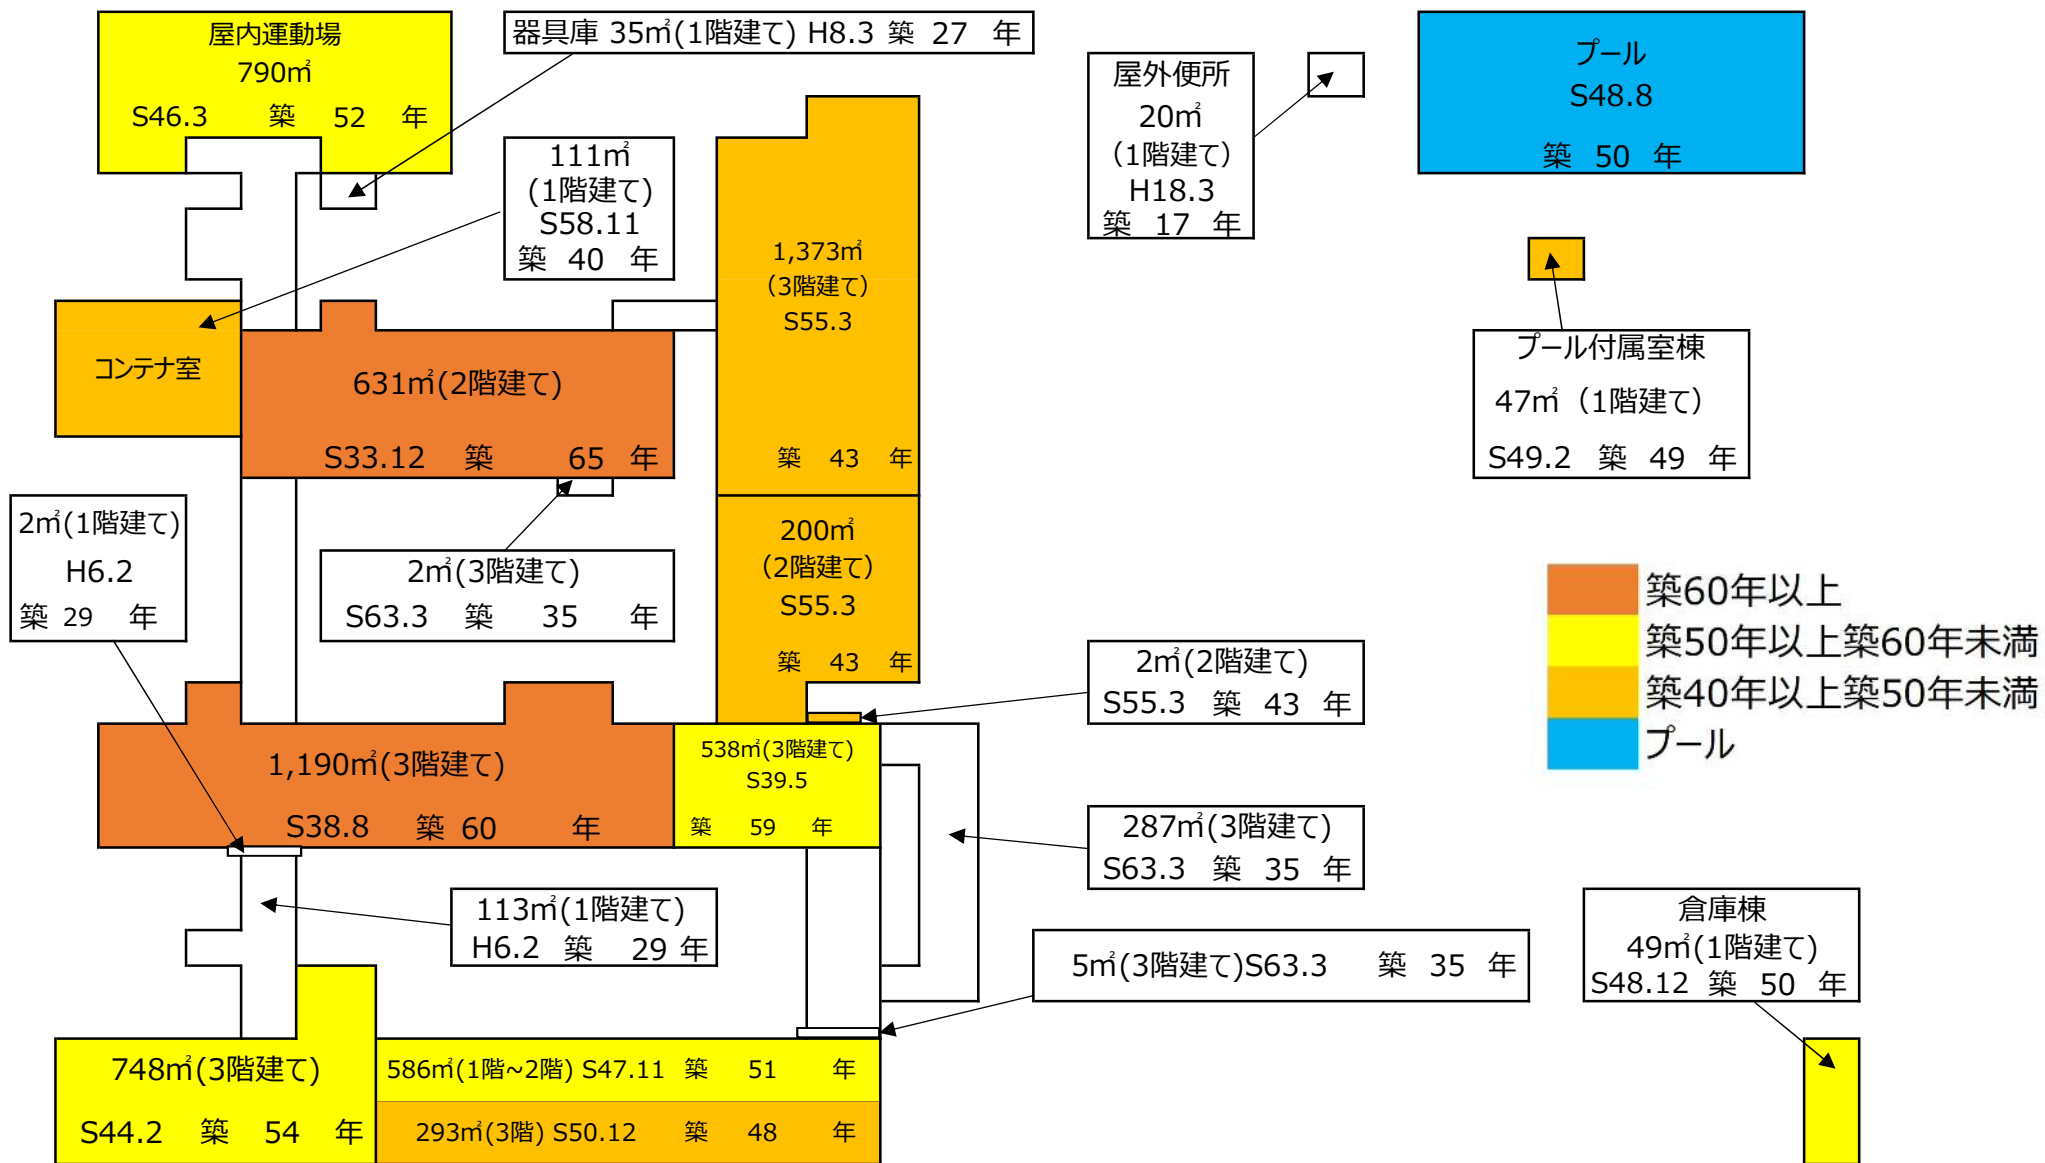 屋内運動場
790㎡
S46.3 築 52 年
器具庫 35㎡(1階建て) H8.3 築 27 年
111㎡
(1階建て)
S58.11
築 40 年
屋外便所
20㎡
（1階建て）
H18.3
築 17 年
プール
S48.8
築 50 年
1,373㎡
（3階建て）
S55.3
築 43 年
コンテナ室
631㎡(2階建て)
S33.12 築 65 年
プール付属室棟
47㎡（1階建て）
S49.2 築 49 年
2㎡(1階建て)
H6.2
築 29 年
2㎡(3階建て)
S63.3 築 35 年
200㎡
（2階建て）
S55.3
築 43 年
築60年以上
築50年以上築60年未満
築40年以上築50年未満
プール
2㎡(2階建て)
S55.3 築 43 年
1,190㎡(3階建て)
S38.8 築 60 年
538㎡(3階建て)
S39.5
築 59 年
287㎡(3階建て)
S63.3 築 35 年
113㎡(1階建て)
H6.2 築 29 年
5㎡(3階建て)S63.3 築 35 年
倉庫棟
49㎡(1階建て)
S48.12 築 50 年
748㎡(3階建て)
S44.2 築 54 年
586㎡(1階~2階) S47.11 築 51 年
293㎡(3階) S50.12 築 48 年